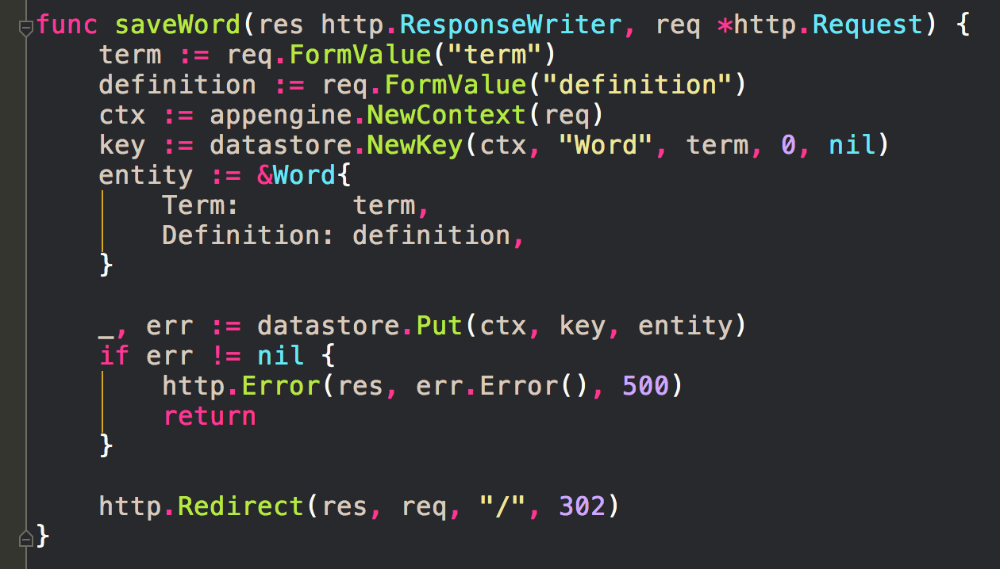 func saveWord(res http.ResponseWriter, req *http.Request) {
    term := req.FormValue("term")
    definition := req.FormValue("definition")
    ctx := appengine.NewContext(req)
    key := datastore.NewKey(ctx, "Word", term, 0, nil)
    entity := &Word{
        Term:       term,
        Definition: definition,
    }

    _, err := datastore.Put(ctx, key, entity)
    if err != nil {
        http.Error(res, err.Error(), 500)
        return
    }

    http.Redirect(res, req, "/", 302)
}